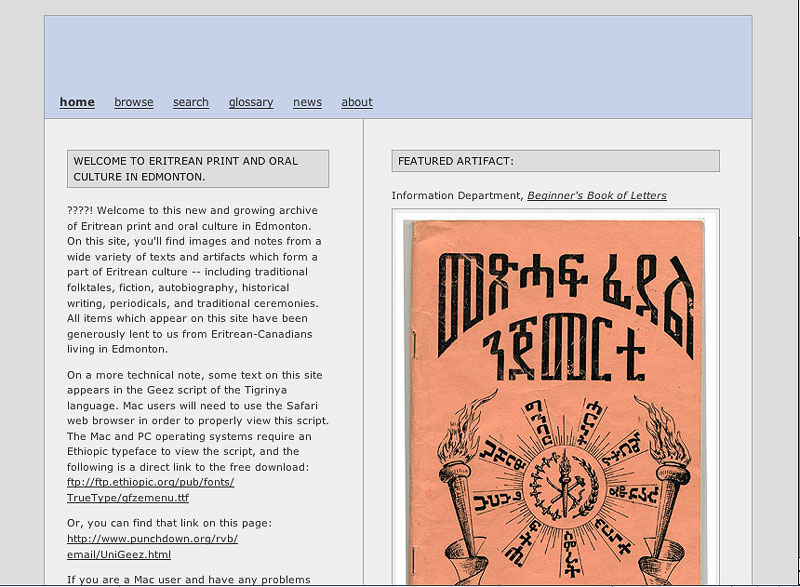 home browse search glossary news about
WELCOME TO ERITREAN PRINT AND ORAL
CULTURE IN EDMONTON.
????! Welcome to this new and growing archive
of Eritrean print and oral culture in Edmonton.
On this site, you'll find images and notes from a
wide variety of texts and artifacts which form a
part of Eritrean culture -- including traditional
folktales, fiction, autobiography, historical
writing, periodicals, and traditional ceremonies.
All items which appear on this site have been
generously lent to us from Eritrean-Canadians
living in Edmonton.
On a more technical note, some text on this site
appears in the Geez script of the Tigrinya
language. Mac users will need to use the Safari
web browser in order to properly view this script.
The Mac and PC operating systems require an
Ethiopic typeface to view the script, and the
following is a direct link to the free download:
ftp://ftp.ethiopic.org/pub/fonts/
TrueType/gfzemenu.ttf
Or, you can find that link on this page:
http://www.punchdown.org/rvb/
email/UniGeez.html
If you are a Mac user and have any problems
FEATURED ARTIFACT:
Information Department, Beginner's Book of Letters
መጽሓፍ ፊደል
ንጀመርቲ